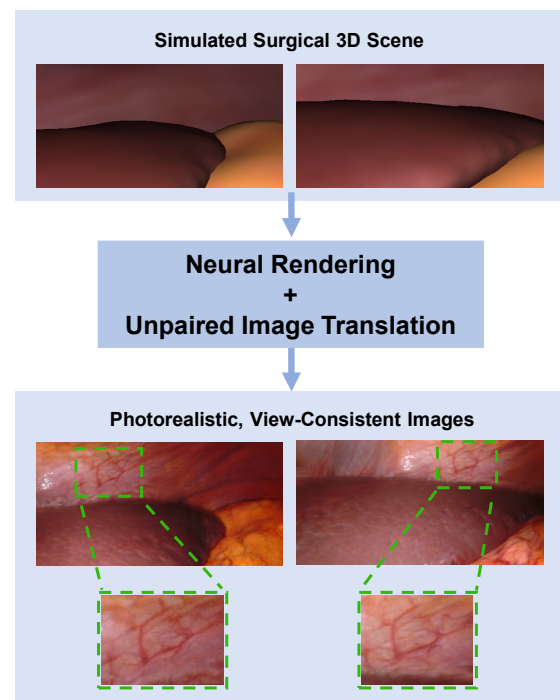 Simulated Surgical 3D Scene
Neural Rendering
+
Unpaired Image Translation
Photorealistic, View-Consistent Images